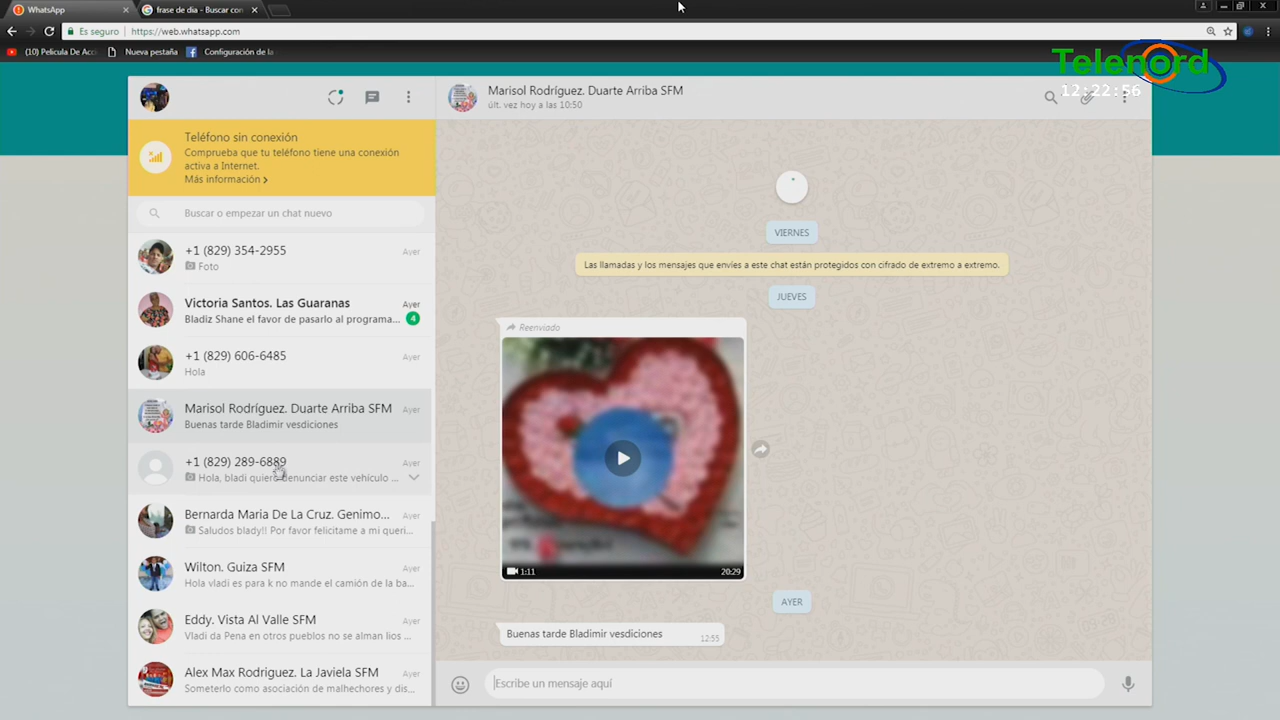 WhatsApp
frase de dia - Buscar con
Es seguro
https://web.whatsapp.com
(10) Pelicula De Acci
Nueva pestaña
Configuración de la
Telenord
12:22:56
Teléfono sin conexión
Comprueba que tu teléfono tiene una conexión
activa a Internet.
Más información
Buscar o empezar un chat nuevo
+1 (829) 354-2955
Ayer
Foto
Victoria Santos. Las Guaranas
Ayer
Bladiz Shane el favor de pasarlo al programa...
4
+1 (829) 606-6485
Ayer
Hola
Marisol Rodríguez. Duarte Arriba SFM
Ayer
Buenas tarde Bladimir vesdiciones
+1 (829) 289-6889
Ayer
Hola, bladi quiero denunciar este vehículo ...
Bernarda Maria De La Cruz. Genimo...
Ayer
Saludos blady!! Por favor felicitame a mi queri...
Wilton. Guiza SFM
Ayer
Hola vladi es para k no mande el camión de la ba...
Eddy. Vista Al Valle SFM
Ayer
Vladi da Pena en otros pueblos no se alman lios ...
Alex Max Rodriguez. La Javiela SFM
Ayer
Someterlo como asociación de malhechores y dis...
Marisol Rodríguez. Duarte Arriba SFM
últ. vez hoy a las 10:50
VIERNES
Las llamadas y los mensajes que envíes a este chat están protegidos con cifrado de extremo a extremo.
JUEVES
Reenviado
1:11
20:29
AYER
Buenas tarde Bladimir vesdiciones
12:55
Escribe un mensaje aquí